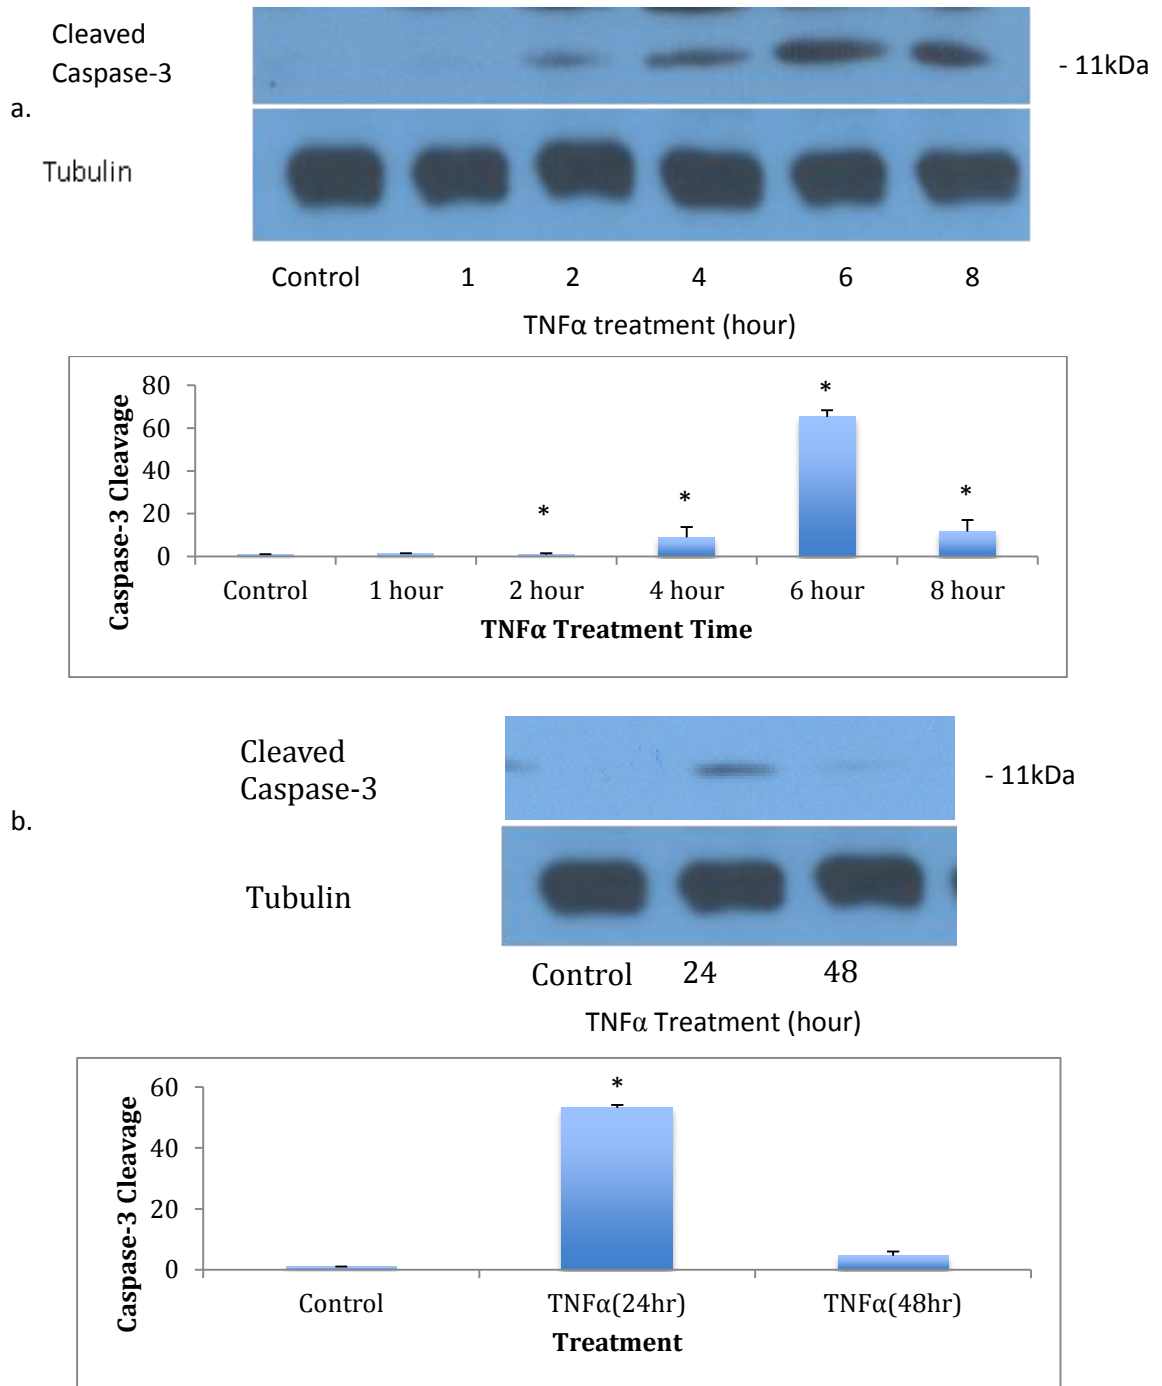 Cleaved
Caspase-3
- 11kDa
a.
Tubulin
Control 1 2 4 6 8
TNFα treatment (hour)
80
60
40
20
0
Caspase-3 Cleavage
* * * *
Control 1 hour 2 hour 4 hour 6 hour 8 hour
TNFα Treatment Time
Cleaved
Caspase-3
- 11kDa
b.
Tubulin
Control 24 48
TNFα Treatment (hour)
60
40
20
0
Caspase-3 Cleavage
*
Control TNFα(24hr) TNFα(48hr)
Treatment